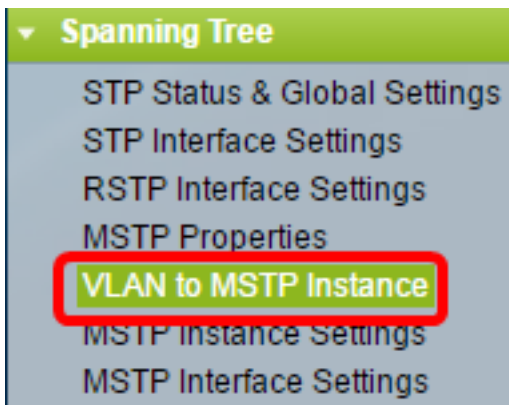 Spanning Tree
STP Status & Global Settings
STP Interface Settings
RSTP Interface Settings
MSTP Properties
VLAN to MSTP Instance
MSTP Instance Settings
MSTP Interface Settings